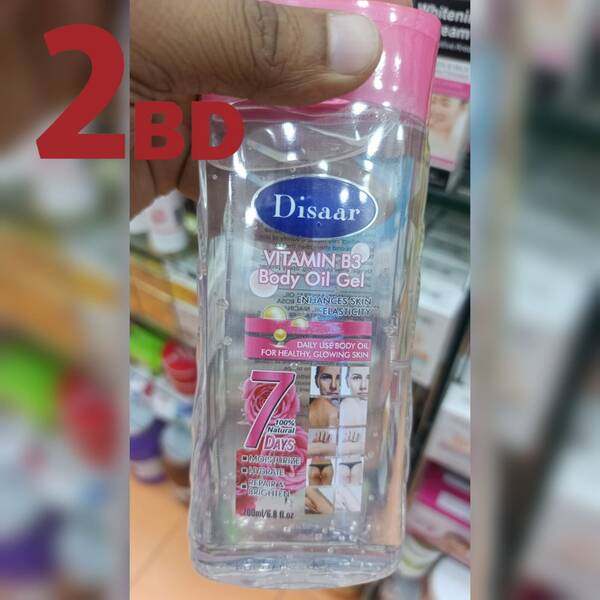 2BD
Whitening
Disaar
VITAMIN B3
Body Oil Gel
ENHANCES SKIN
ELASTICITY
DAILY USE BODY OIL
FOR HEALTHY, GLOWING SKIN
7
100%
Natural
DAYS
MOISTURIZE
HYDRATE
REPAIR &
BRIGHTEN
200ml/6.8 fl.oz